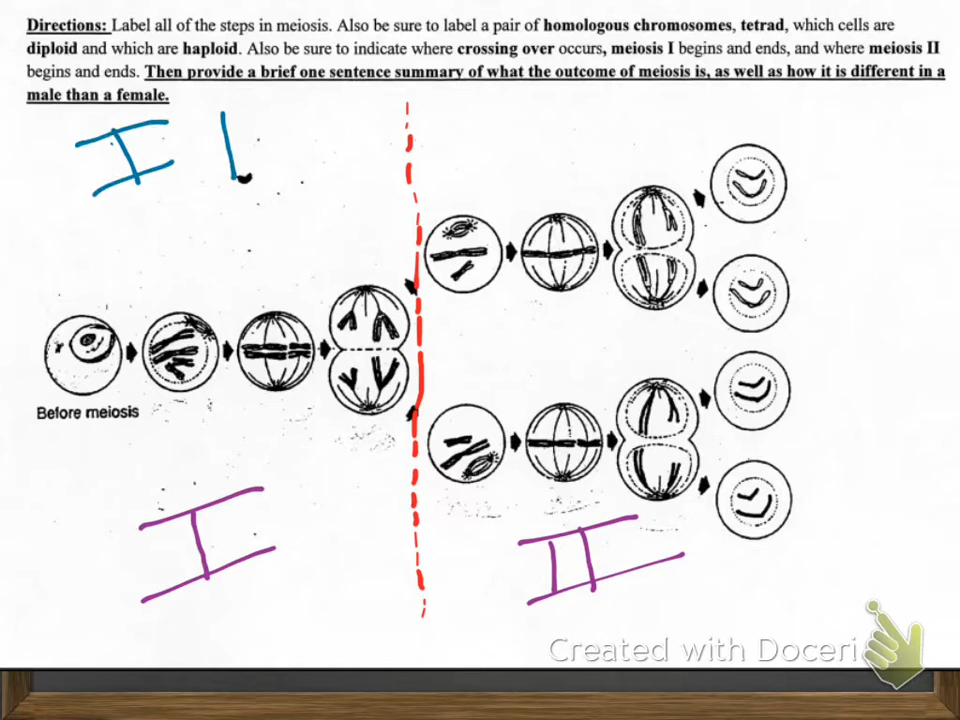 Directions: Label all of the steps in meiosis. Also be sure to label a pair of homologous chromosomes, tetrad, which cells are
diploid and which are haploid. Also be sure to indicate where crossing over occurs, meiosis I begins and ends, and where meiosis II
begins and ends. Then provide a brief one sentence summary of what the outcome of meiosis is, as well as how it is different in a
male than a female.
I
Before meiosis
I
II
Created with Doceri